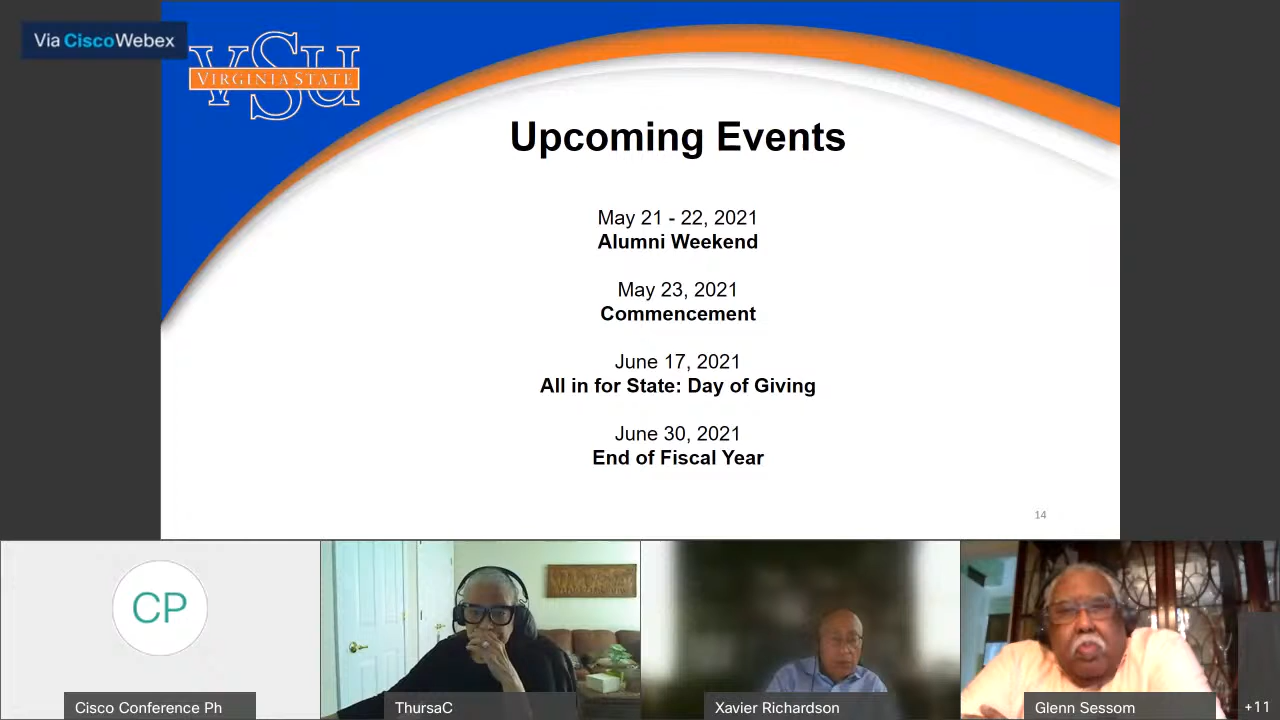 Via Cisco Webex
VSU
VIRGINIA STATE
Upcoming Events
May 21 - 22, 2021
Alumni Weekend
May 23, 2021
Commencement
June 17, 2021
All in for State: Day of Giving
June 30, 2021
End of Fiscal Year
14
CP
Cisco Conference Ph
ThursaC
Xavier Richardson
Glenn Sessom
+11